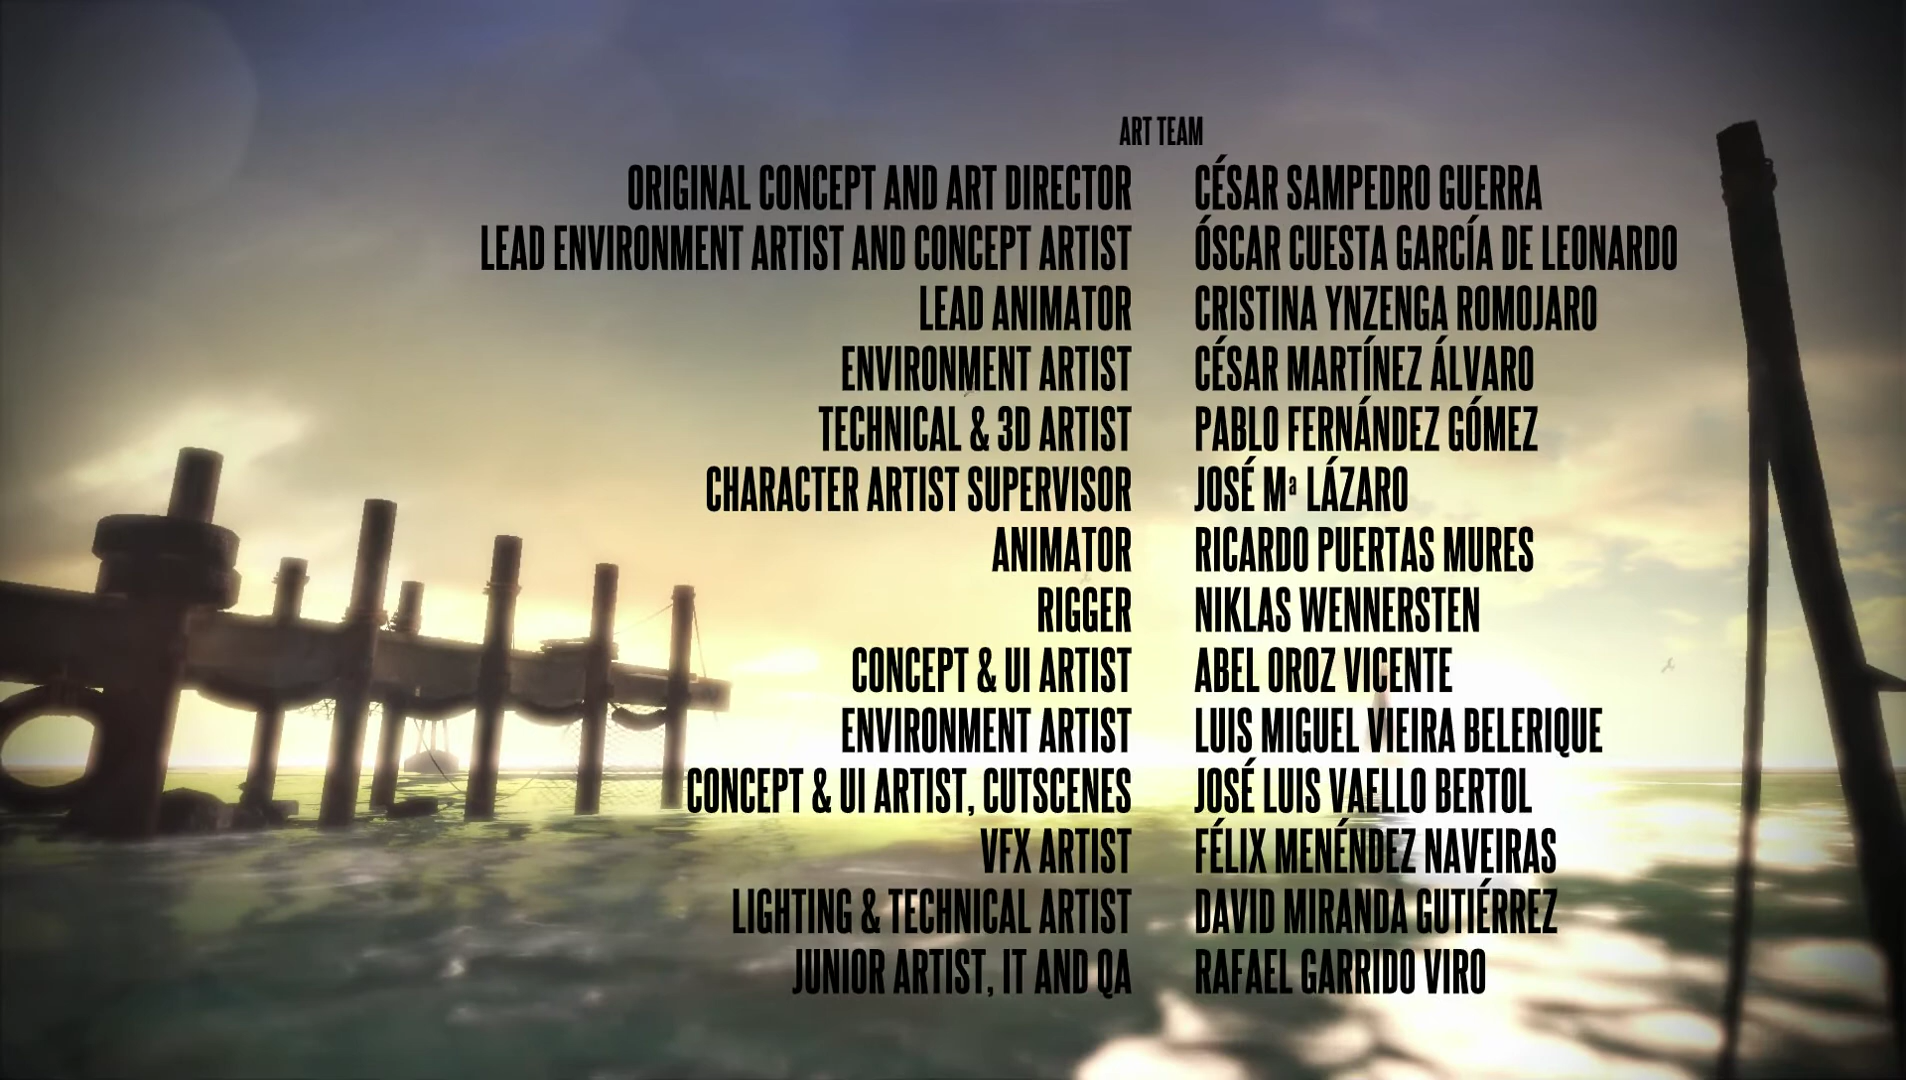 ART TEAM
ORIGINAL CONCEPT AND ART DIRECTOR CÉSAR SAMPEDRO GUERRA
LEAD ENVIRONMENT ARTIST AND CONCEPT ARTIST ÓSCAR CUESTA GARCÍA DE LEONARDO
LEAD ANIMATOR CRISTINA YNZENGA ROMOJARO
ENVIRONMENT ARTIST CÉSAR MARTÍNEZ ÁLVARO
TECHNICAL & 3D ARTIST PABLO FERNÁNDEZ GÓMEZ
CHARACTER ARTIST SUPERVISOR JOSÉ Mª LÁZARO
ANIMATOR RICARDO PUERTAS MURES
RIGGER NIKLAS WENNERSTEN
CONCEPT & UI ARTIST ABEL OROZ VICENTE
ENVIRONMENT ARTIST LUIS MIGUEL VIEIRA BELERIQUE
CONCEPT & UI ARTIST, CUTSCENES JOSÉ LUIS VAELLO BERTOL
VFX ARTIST FÉLIX MENÉNDEZ NAVEIRAS
LIGHTING & TECHNICAL ARTIST DAVID MIRANDA GUTIÉRREZ
JUNIOR ARTIST, IT AND QA RAFAEL GARRIDO VIRO